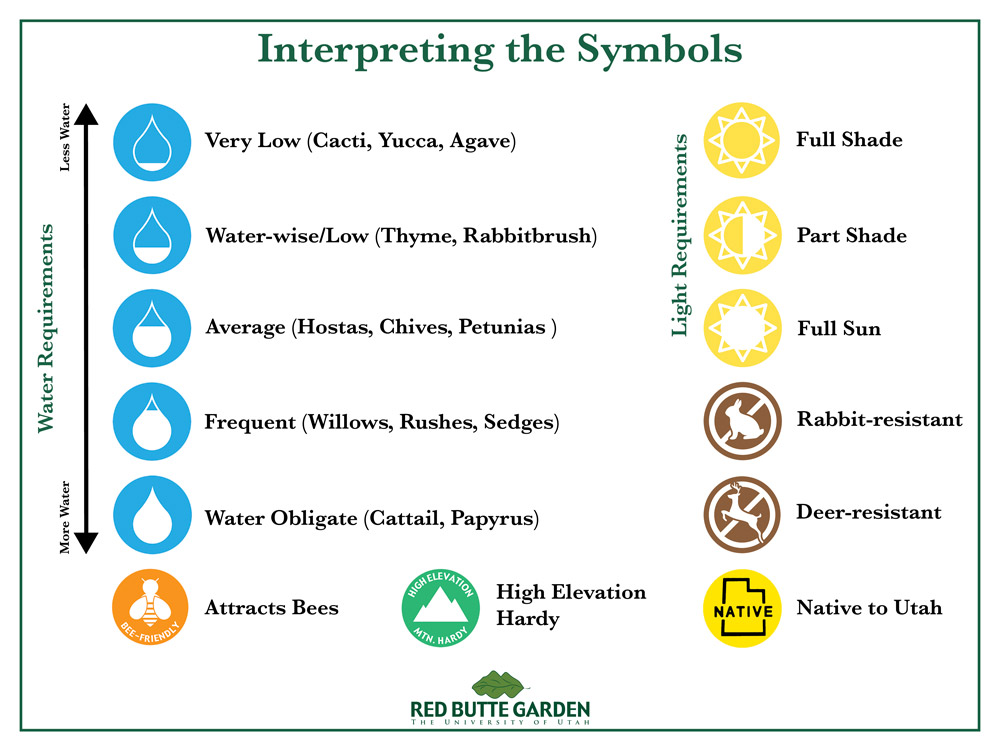 Interpreting the Symbols
Less Water
Water Requirements
More Water
Very Low (Cacti, Yucca, Agave)
Water-wise/Low (Thyme, Rabbitbrush)
Average (Hostas, Chives, Petunias )
Frequent (Willows, Rushes, Sedges)
Water Obligate (Cattail, Papyrus)
Light Requirements
Full Shade
Part Shade
Full Sun
Rabbit-resistant
Deer-resistant
BEE-FRIENDLY
Attracts Bees
HIGH ELEVATION
MTN. HARDY
High Elevation
Hardy
NATIVE
Native to Utah
RED BUTTE GARDEN
THE UNIVERSITY OF UTAH